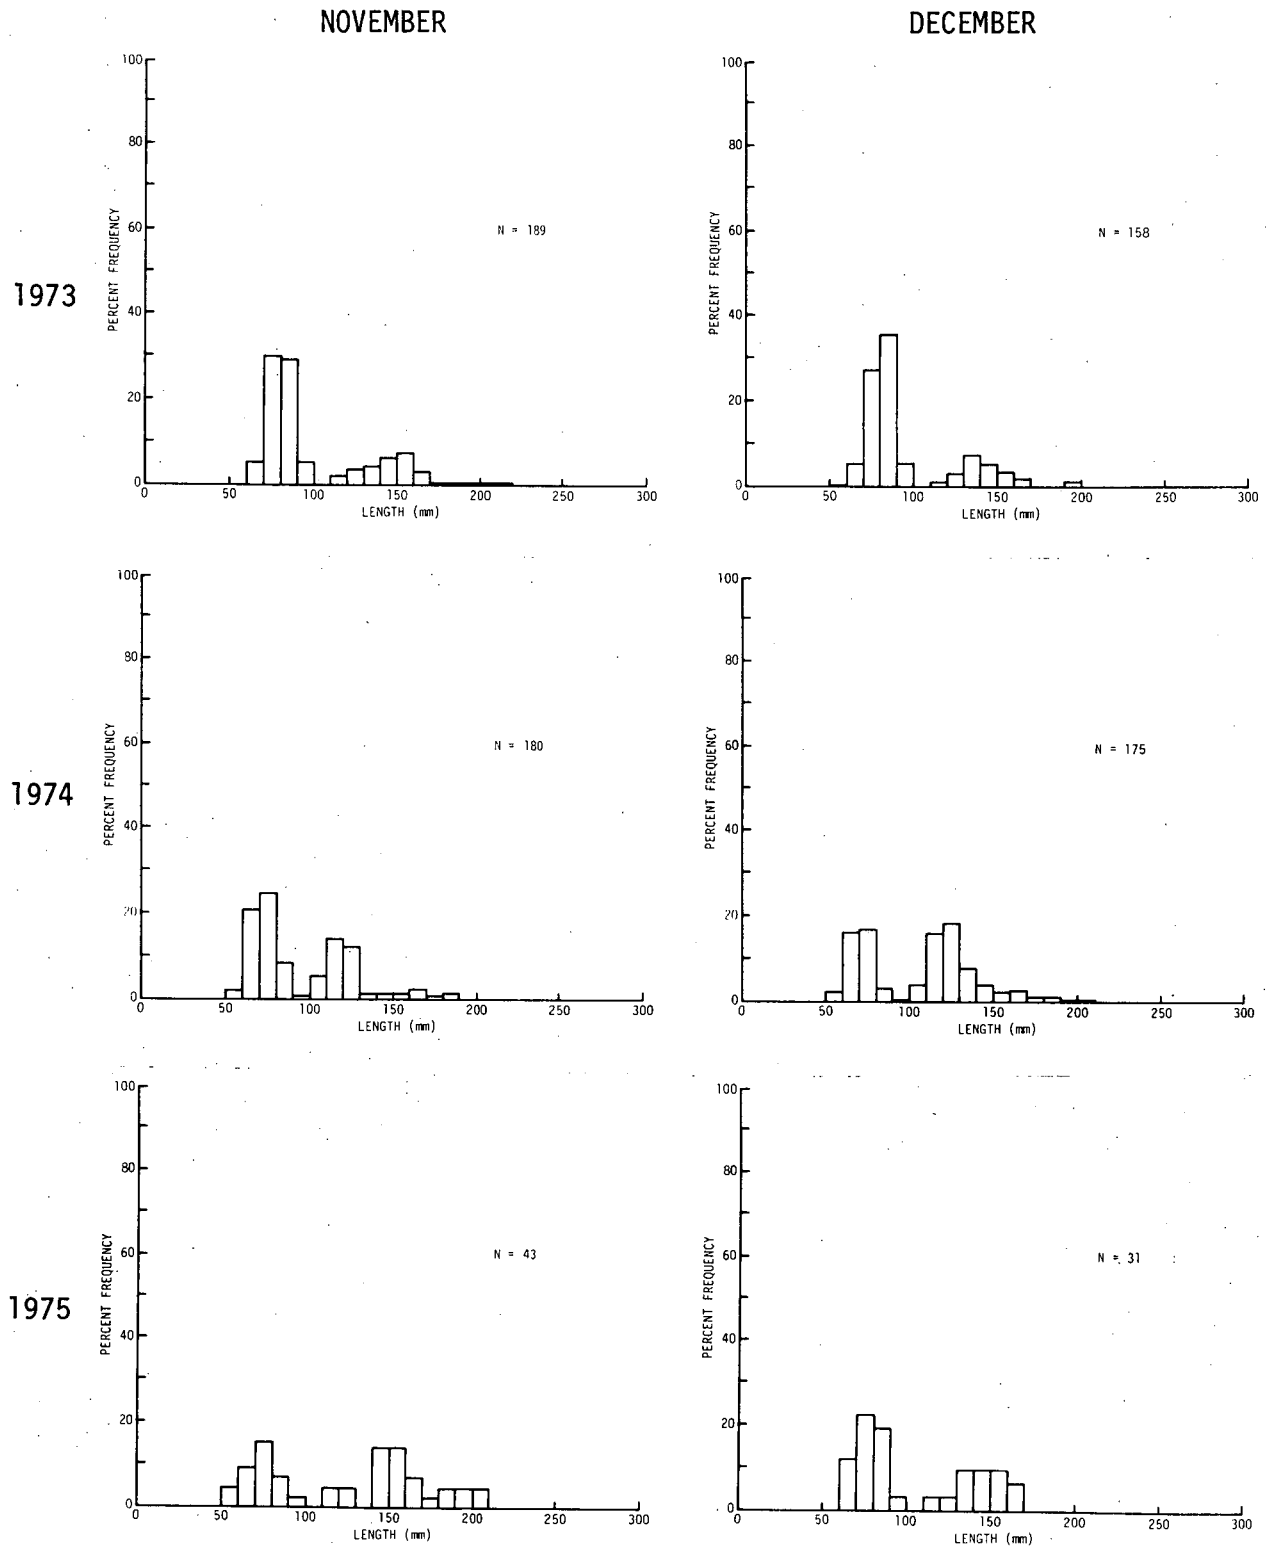 NOVEMBER DECEMBER
1973
100
80
60
40
20
0
PERCENT FREQUENCY
N = 189
0 50 100 150 200 250 300
LENGTH (mm)
100
80
60
40
20
0
PERCENT FREQUENCY
N = 158
0 50 100 150 200 250 300
LENGTH (mm)
1974
100
80
60
40
20
0
PERCENT FREQUENCY
N = 180
0 50 100 150 200 250 300
LENGTH (mm)
100
80
60
40
20
0
PERCENT FREQUENCY
N = 175
0 50 100 150 200 250 300
LENGTH (mm)
1975
100
80
60
40
20
0
PERCENT FREQUENCY
N = 43
0 50 100 150 200 250 300
LENGTH (mm)
100
80
60
40
20
0
PERCENT FREQUENCY
N = 31
0 50 100 150 200 250 300
LENGTH (mm)